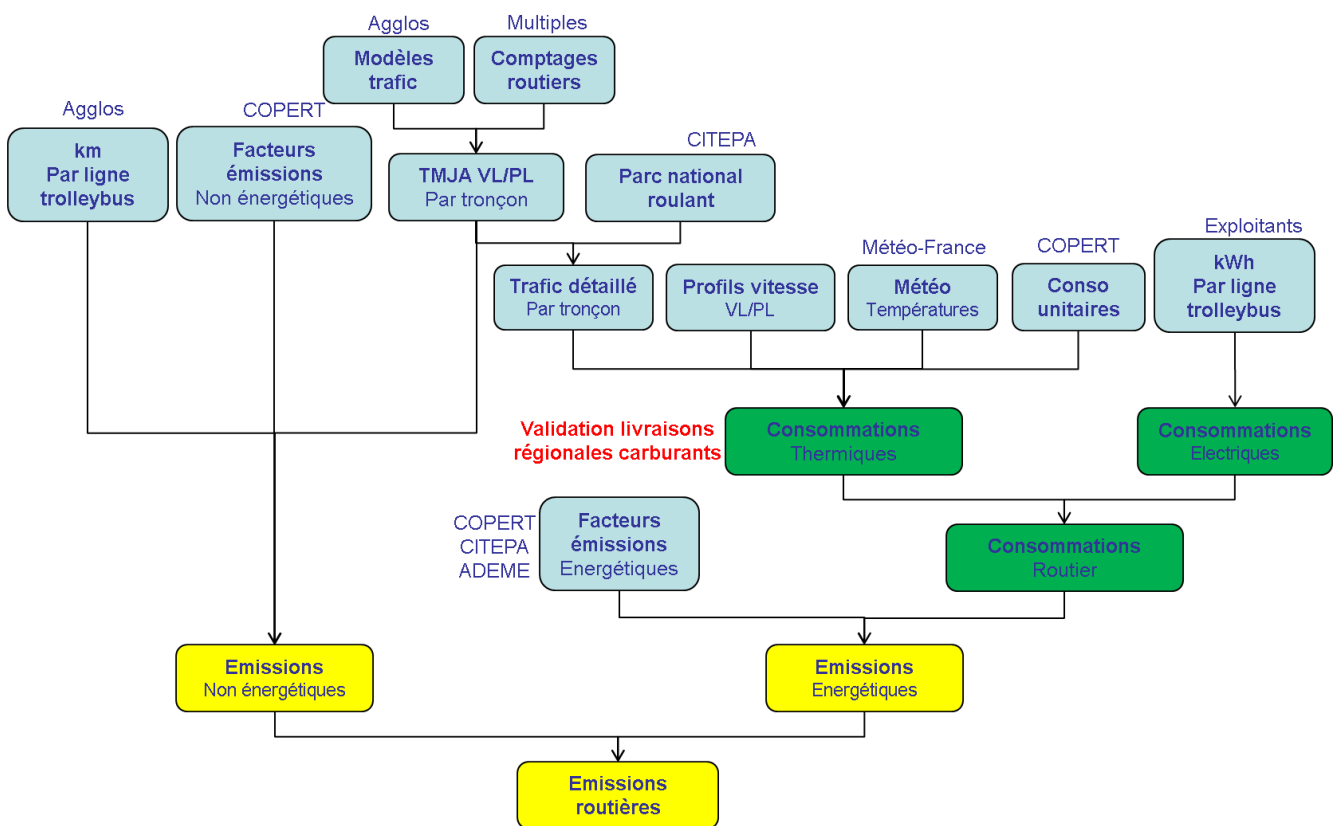 Agglos
Multiples
Modèles
trafic
Comptages
routiers
Agglos
COPERT
CITEPA
km
Par ligne
trolleybus
Facteurs
émissions
Non énergétiques
TMJA VL/PL
Par tronçon
Parc national
roulant
Météo-France
COPERT
Exploitants
Trafic détaillé
Par tronçon
Profils vitesse
VL/PL
Météo
Températures
Conso
unitaires
kWh
Par ligne
trolleybus
Validation livraisons
régionales carburants
Consommations
Thermiques
Consommations
Electriques
COPERT
CITEPA
ADEME
Facteurs
émissions
Energétiques
Consommations
Routier
Emissions
Non énergétiques
Emissions
Energétiques
Emissions
routières